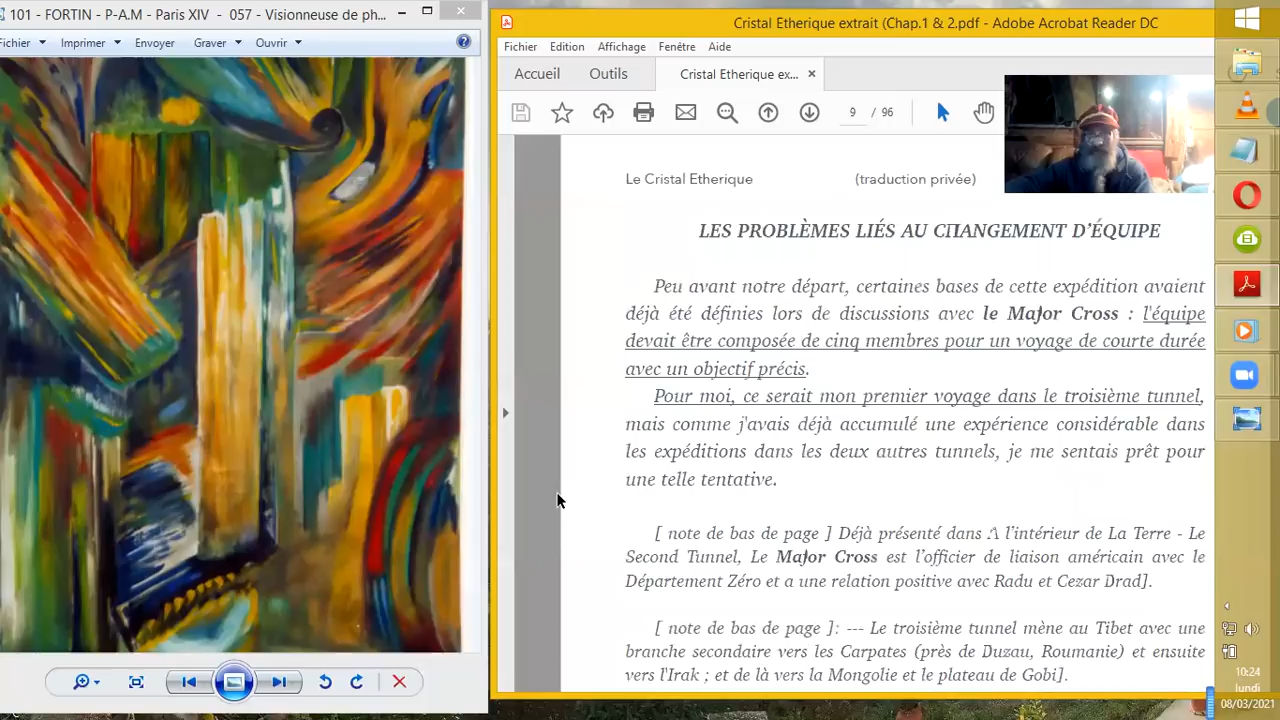 101 - FORTIN - P-A-M - Paris XIV - 057 - Visionneuse de ph...
Fichier Imprimer Envoyer Graver Ouvrir
Cristal Etherique extrait (Chap.1 & 2.pdf - Adobe Acrobat Reader DC
Fichier Edition Affichage Fenêtre Aide
Accueil Outils Cristal Etherique ex... ×
9 / 96
Le Cristal Etherique (traduction privée)
LES PROBLÈMES LIÉS AU CHANGEMENT D'ÉQUIPE
Peu avant notre départ, certaines bases de cette expédition avaient
déjà été définies lors de discussions avec le Major Cross : l'équipe
devait être composée de cinq membres pour un voyage de courte durée
avec un objectif précis.
Pour moi, ce serait mon premier voyage dans le troisième tunnel,
mais comme j'avais déjà accumulé une expérience considérable dans
les expéditions dans les deux autres tunnels, je me sentais prêt pour
une telle tentative.
[ note de bas de page ] Déjà présenté dans A l'intérieur de La Terre - Le
Second Tunnel, Le Major Cross est l'officier de liaison américain avec le
Département Zéro et a une relation positive avec Radu et Cezar Brad].
[ note de bas de page ]: --- Le troisième tunnel mène au Tibet avec une
branche secondaire vers les Carpates (près de Buzau, Roumanie) et ensuite
vers l'Irak ; et de là vers la Mongolie et le plateau de Gobi].
10:24
lundi
08/03/2021